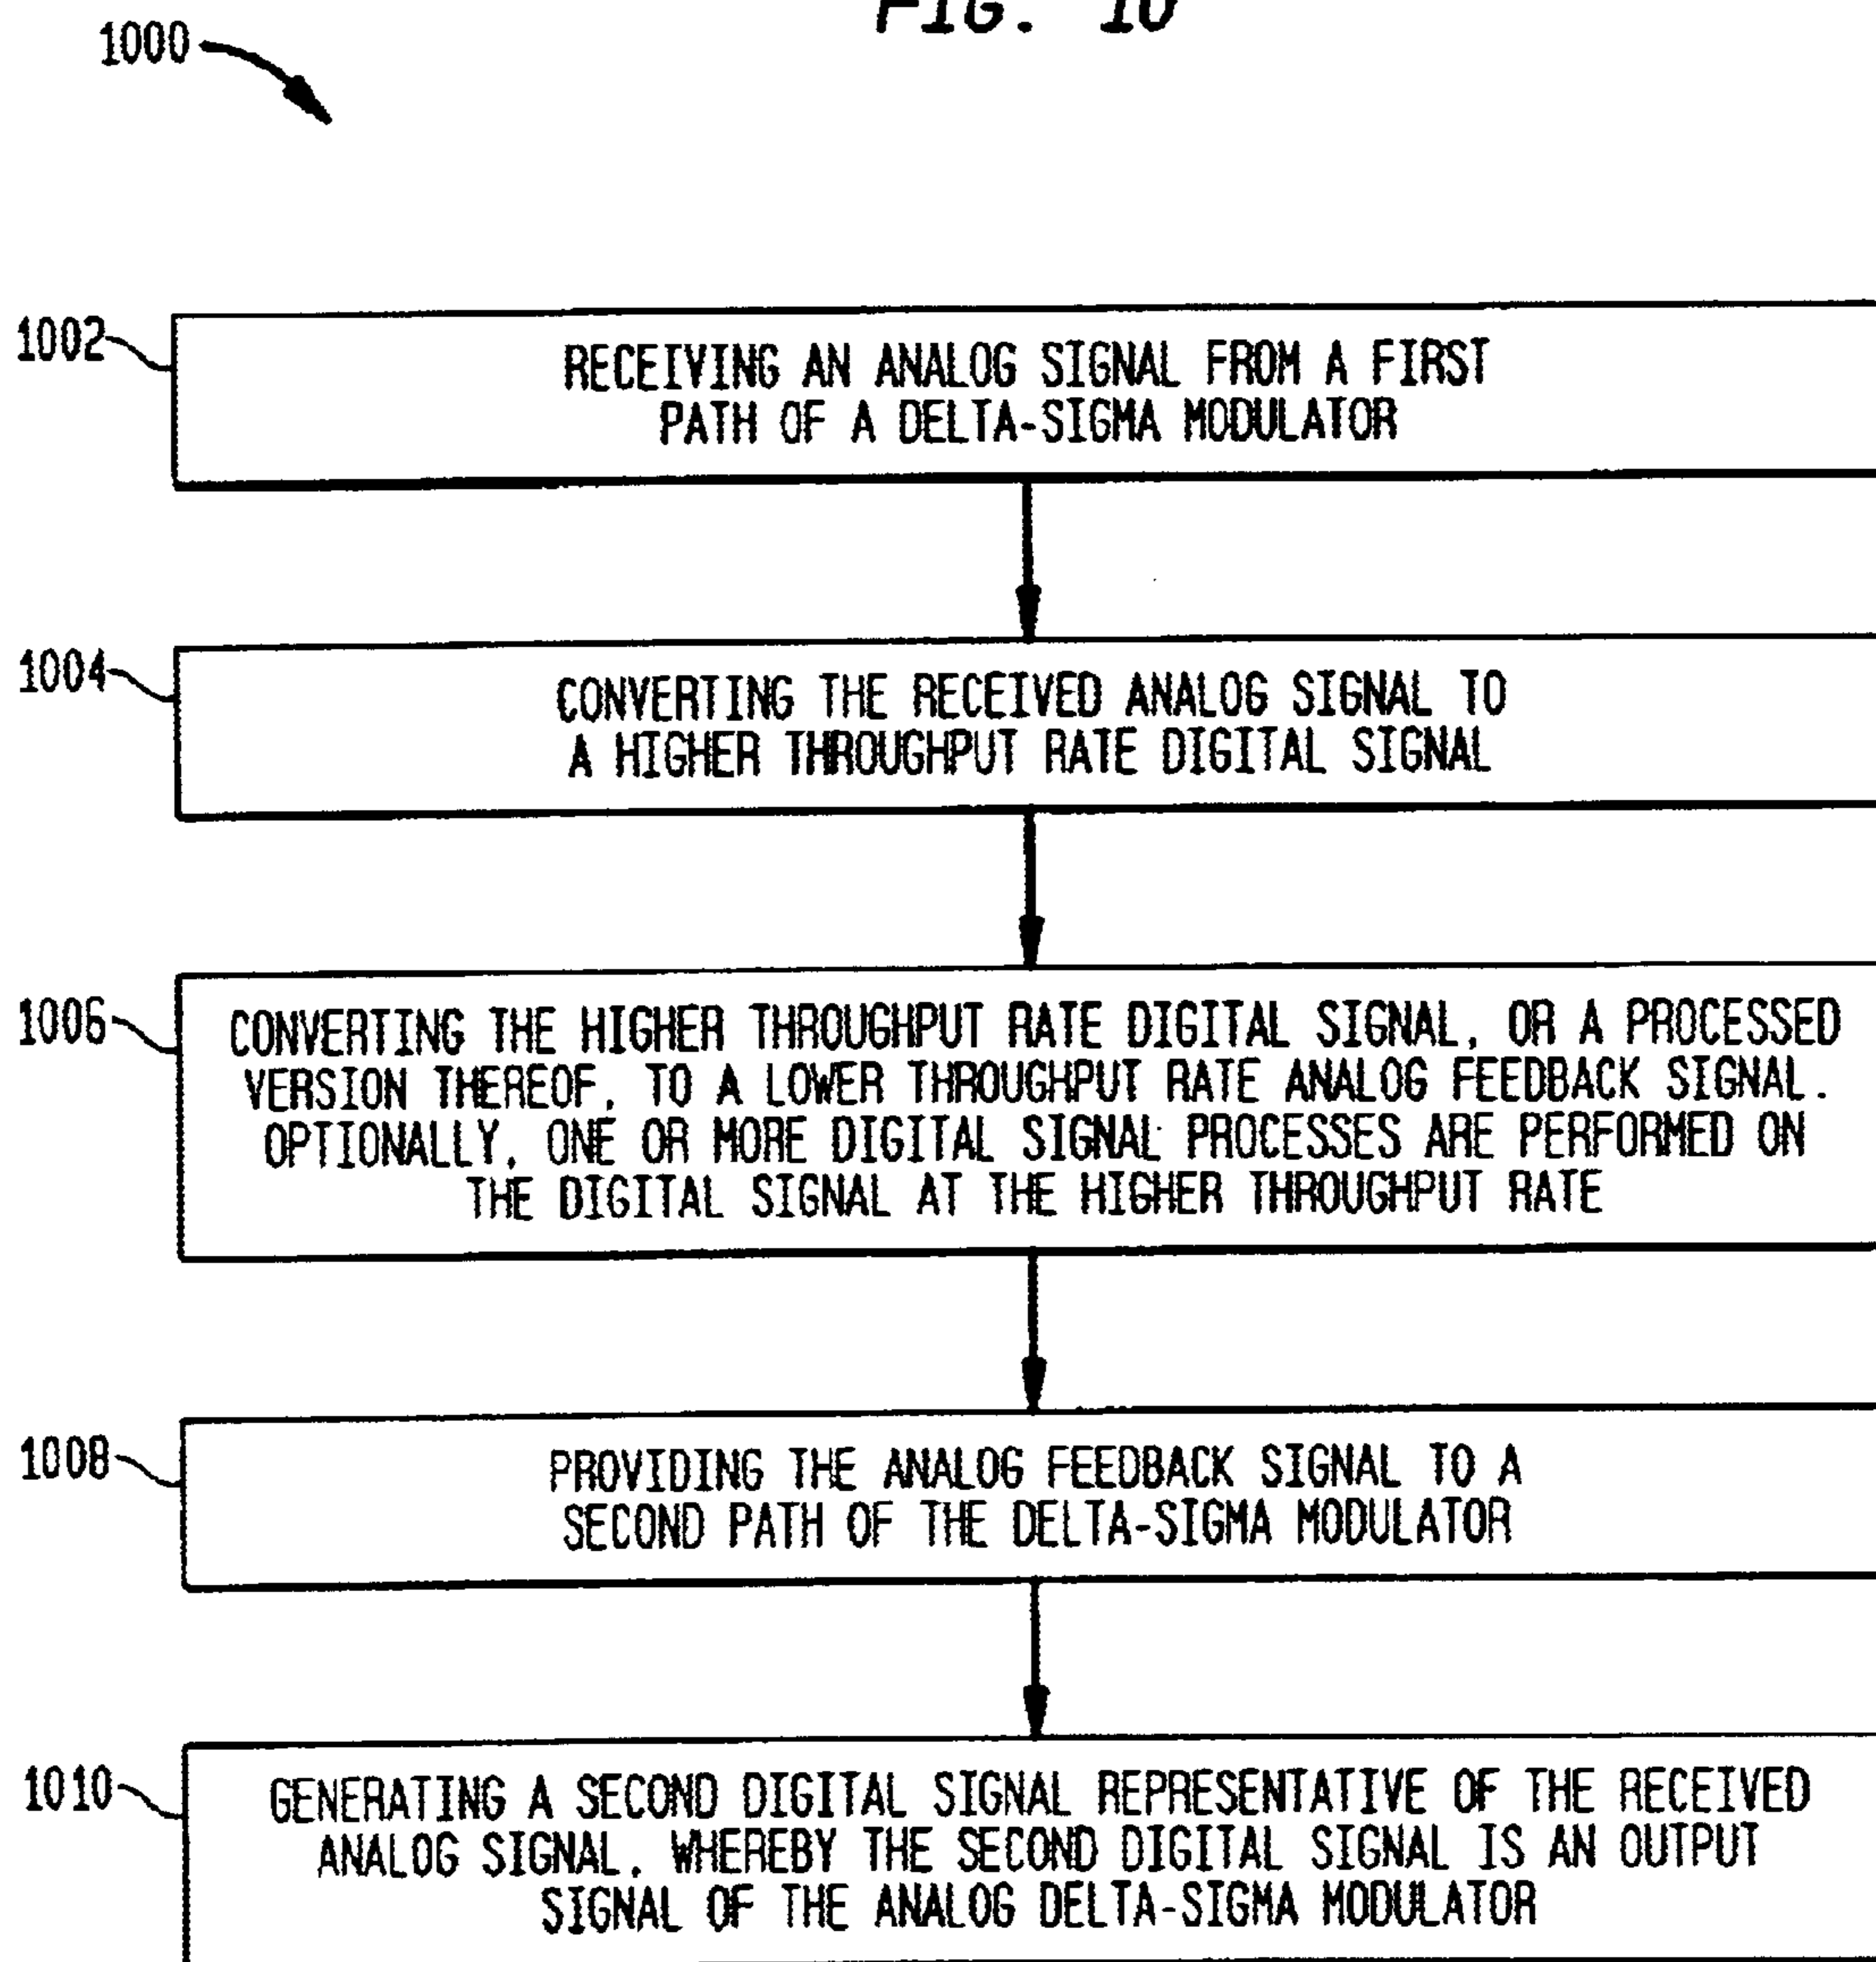 FIG. 10
1000
1002
RECEIVING AN ANALOG SIGNAL FROM A FIRST
PATH OF A DELTA-SIGMA MODULATOR
1004
CONVERTING THE RECEIVED ANALOG SIGNAL TO
A HIGHER THROUGHPUT RATE DIGITAL SIGNAL
1006
CONVERTING THE HIGHER THROUGHPUT RATE DIGITAL SIGNAL, OR A PROCESSED
VERSION THEREOF, TO A LOWER THROUGHPUT RATE ANALOG FEEDBACK SIGNAL.
OPTIONALLY, ONE OR MORE DIGITAL SIGNAL PROCESSES ARE PERFORMED ON
THE DIGITAL SIGNAL AT THE HIGHER THROUGHPUT RATE
1008
PROVIDING THE ANALOG FEEDBACK SIGNAL TO A
SECOND PATH OF THE DELTA-SIGMA MODULATOR
1010
GENERATING A SECOND DIGITAL SIGNAL REPRESENTATIVE OF THE RECEIVED
ANALOG SIGNAL, WHEREBY THE SECOND DIGITAL SIGNAL IS AN OUTPUT
SIGNAL OF THE ANALOG DELTA-SIGMA MODULATOR